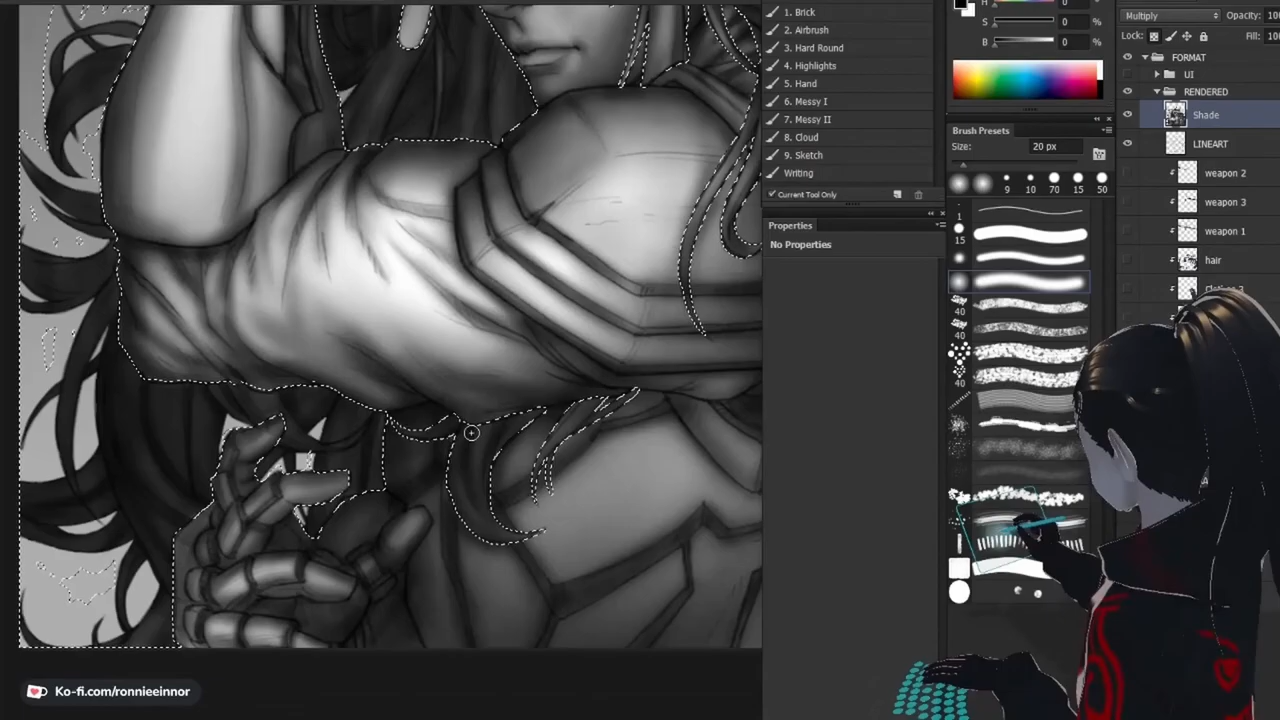 1. Brick
2. Airbrush
3. Hard Round
4. Highlights
5. Hand
6. Messy I
7. Messy II
8. Cloud
9. Sketch
Writing
Current Tool Only
Properties
No Properties
H 0
S 0 %
B 0 %
Brush Presets
Size: 20 px
9 10 70 15 50
1
15
40
40
40
Multiply Opacity: 10
Lock: Fill: 10
FORMAT
UI
RENDERED
Shade
LINEART
weapon 2
weapon 3
weapon 1
hair
Ko-fi.com/ronnieeinnor